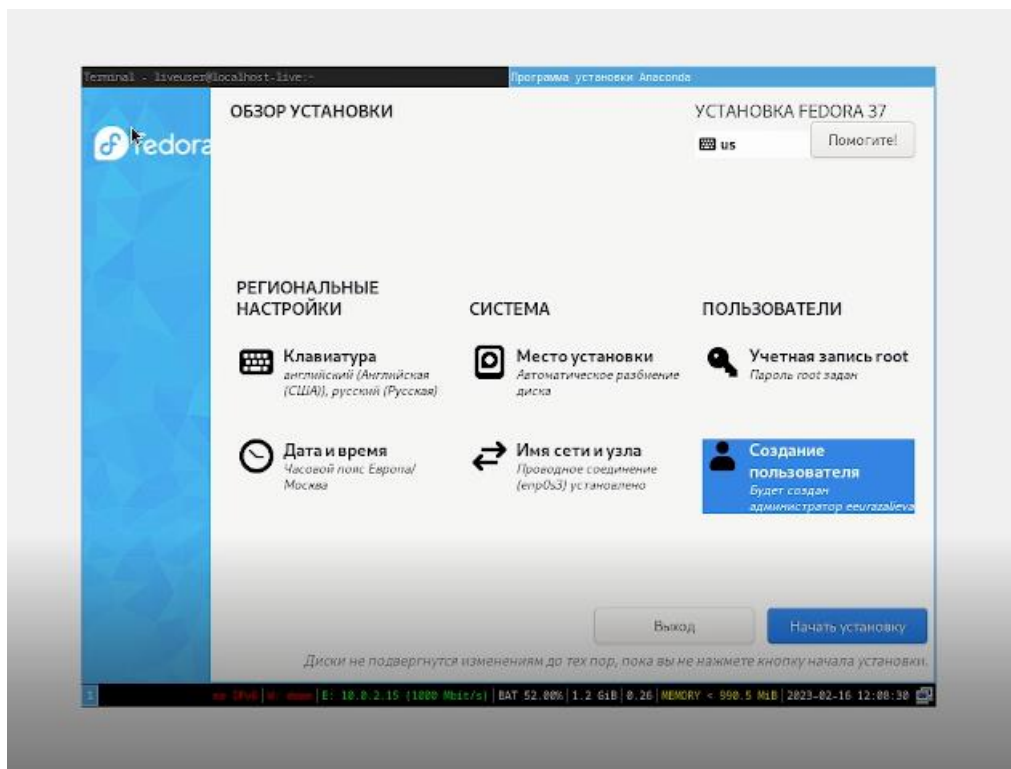 Terminal - liveuser@localhost-live:~
Программа установки Anaconda
fedora
ОБЗОР УСТАНОВКИ
УСТАНОВКА FEDORA 37
us
Помогите!
РЕГИОНАЛЬНЫЕ
НАСТРОЙКИ
Клавиатура
английский (Английская
(США)), русский (Русская)
Дата и время
Часовой пояс Европа/
Москва
СИСТЕМА
Место установки
Автоматическое разбиение
диска
Имя сети и узла
Проводное соединение
(enp0s3) установлено
ПОЛЬЗОВАТЕЛИ
Учетная запись root
Пароль root задан
Создание
пользователя
Будет создан
администратор eeurazalieva
Выход
Начать установку
Диски не подвергнутся изменениям до тех пор, пока вы не нажмете кнопку начала установки.
1
no IPv6| W: down| E: 10.0.2.15 (1000 Mbit/s)| BAT 52.00%| 1.2 GiB| 0.26| MEMORY < 990.5 MiB| 2023-02-16 12:08:30